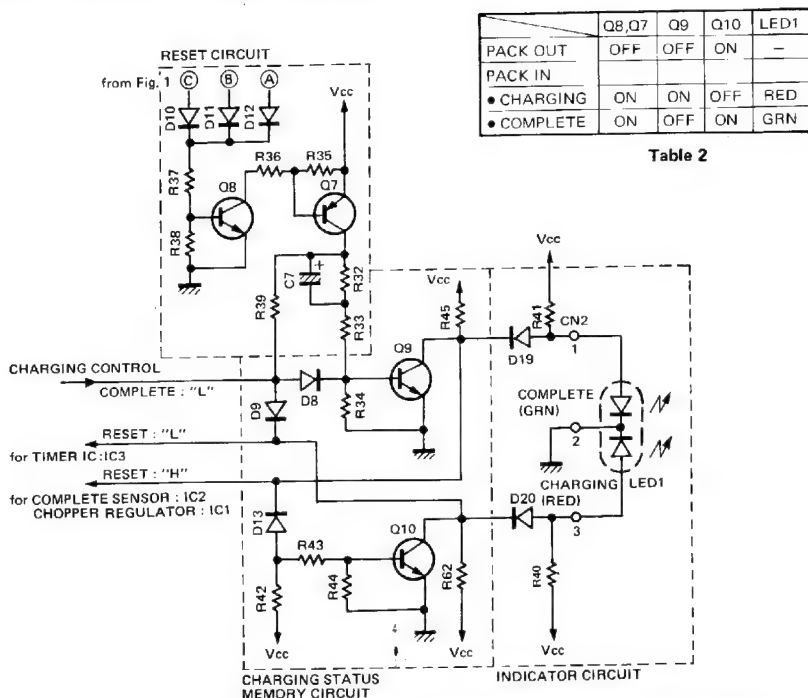 RESET CIRCUIT
from Fig. 1 Ⓒ Ⓑ Ⓐ
D10 D11 D12
Vcc
R36 R35
R37
Q8
Q7
R38
C7
R32
R39
R33
Q8,Q7 Q9 Q10 LED1
PACK OUT OFF OFF ON –
PACK IN
• CHARGING ON ON OFF RED
• COMPLETE ON OFF ON GRN
Table 2
Vcc
Vcc
R45
R41
CN2
1
D19
Q9
CHARGING CONTROL
COMPLETE : "L"
D8
R34
D9
COMPLETE
(GRN)
2
RESET : "L"
for TIMER IC:IC3
RESET : "H"
for COMPLETE SENSOR : IC2
CHOPPER REGULATOR : IC1
CHARGING LED1
(RED)
D20
3
D13
Q10
R43
R44
R42
R62
R40
Vcc
Vcc
Vcc
CHARGING STATUS
MEMORY CIRCUIT
INDICATOR CIRCUIT